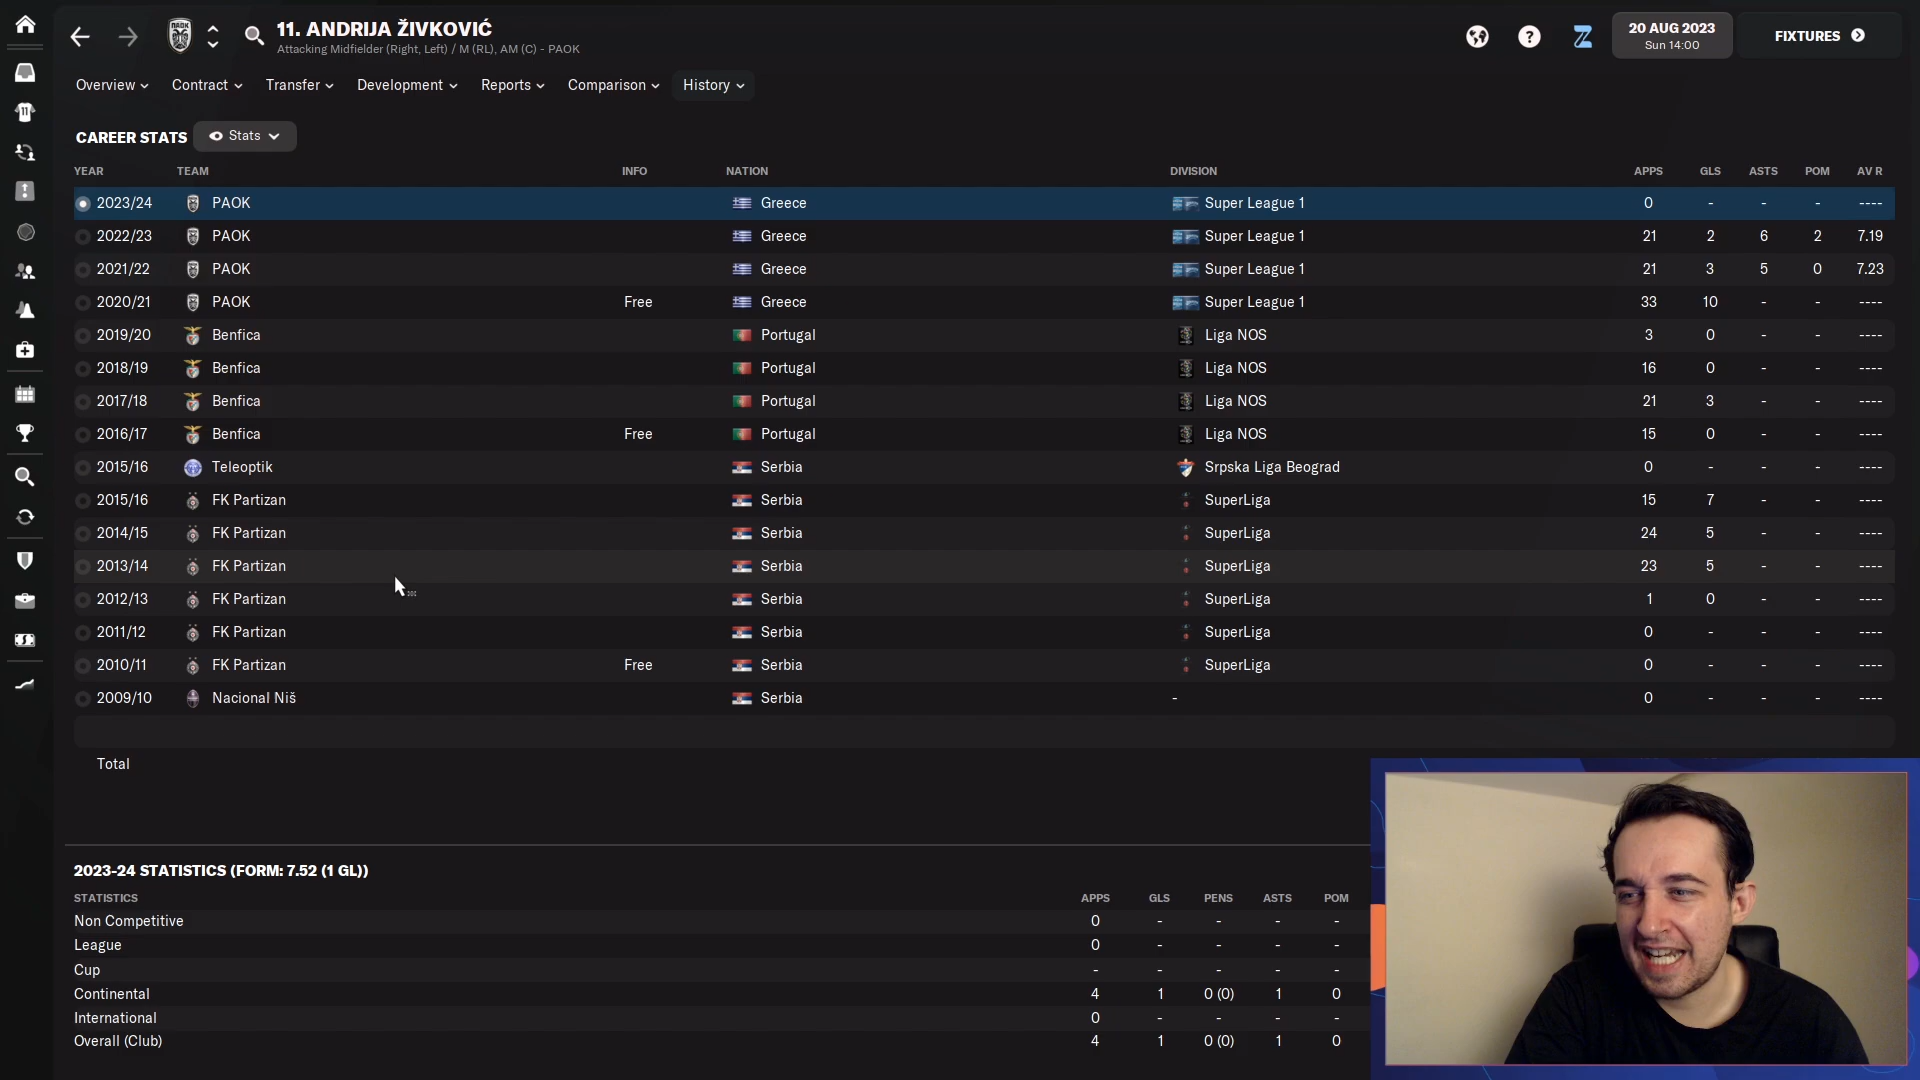 11. ANDRIJA ŽIVKOVIĆ
Attacking Midfielder (Right, Left) / M (RL), AM (C) - PAOK
20 AUG 2023
Sun 14:00
FIXTURES
Overview Contract Transfer Development Reports Comparison History
CAREER STATS Stats
YEAR TEAM INFO NATION DIVISION APPS GLS ASTS POM AV R
2023/24 PAOK Greece Super League 1 0 - - - ----
2022/23 PAOK Greece Super League 1 21 2 6 2 7.19
2021/22 PAOK Greece Super League 1 21 3 5 0 7.23
2020/21 PAOK Free Greece Super League 1 33 10 - - ----
2019/20 Benfica Portugal Liga NOS 3 0 - - ----
2018/19 Benfica Portugal Liga NOS 16 0 - - ----
2017/18 Benfica Portugal Liga NOS 21 3 - - ----
2016/17 Benfica Free Portugal Liga NOS 15 0 - - ----
2015/16 Teleoptik Serbia Srpska Liga Beograd 0 - - - ----
2015/16 FK Partizan Serbia SuperLiga 15 7 - - ----
2014/15 FK Partizan Serbia SuperLiga 24 5 - - ----
2013/14 FK Partizan Serbia SuperLiga 23 5 - - ----
2012/13 FK Partizan Serbia SuperLiga 1 0 - - ----
2011/12 FK Partizan Serbia SuperLiga 0 - - - ----
2010/11 FK Partizan Free Serbia SuperLiga 0 - - - ----
2009/10 Nacional Niš Serbia - 0 - - - ----
Total
2023-24 STATISTICS (FORM: 7.52 (1 GL))
STATISTICS APPS GLS PENS ASTS POM
Non Competitive 0 - - - -
League 0 - - - -
Cup - - - - -
Continental 4 1 0 (0) 1 0
International 0 - - - -
Overall (Club) 4 1 0 (0) 1 0